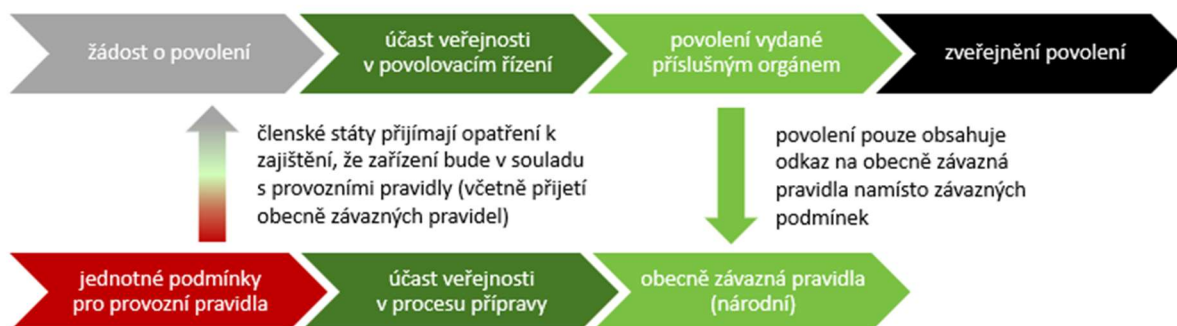 žádost o povolení
účast veřejnosti
v povolovacím řízení
povolení vydané
příslušným orgánem
zveřejnění povolení
členské státy přijímají opatření k
zajištění, že zařízení bude v souladu
s provozními pravidly (včetně přijetí
obecně závazných pravidel)
povolení pouze obsahuje
odkaz na obecně závazná
pravidla namísto závazných
podmínek
jednotné podmínky
pro provozní pravidla
účast veřejnosti
v procesu přípravy
obecně závazná pravidla
(národní)